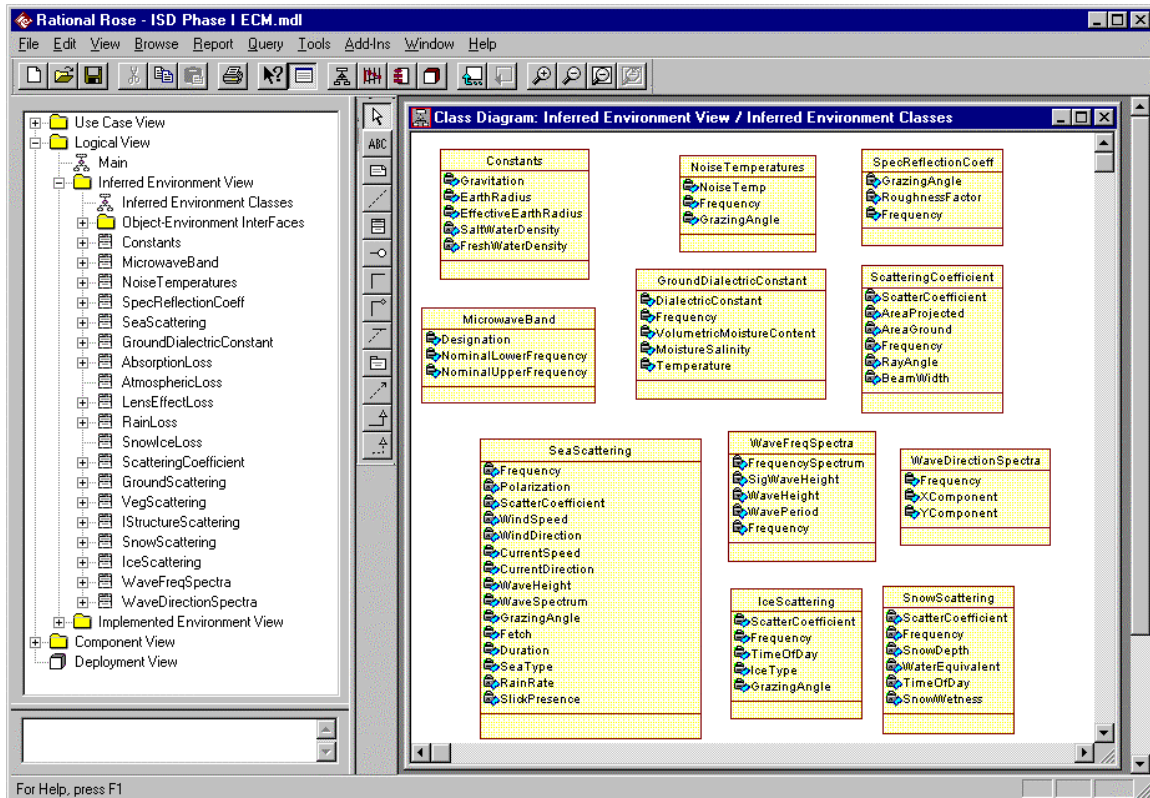 Rational Rose - ISD Phase I ECM.mdl
File Edit View Browse Report Query Tools Add-Ins Window Help
Use Case View
Logical View
Main
Inferred Environment View
Inferred Environment Classes
Object-Environment InterFaces
Constants
MicrowaveBand
NoiseTemperatures
SpecReflectionCoeff
SeaScattering
GroundDialectricConstant
AbsorptionLoss
AtmosphericLoss
LensEffectLoss
RainLoss
SnowIceLoss
ScatteringCoefficient
GroundScattering
VegScattering
IStructureScattering
SnowScattering
IceScattering
WaveFreqSpectra
WaveDirectionSpectra
Implemented Environment View
Component View
Deployment View
ABC
Class Diagram: Inferred Environment View / Inferred Environment Classes
Constants
Gravitation
EarthRadius
EffectiveEarthRadius
SaltWaterDensity
FreshWaterDensity
NoiseTemperatures
NoiseTemp
Frequency
GrazingAngle
SpecReflectionCoeff
GrazingAngle
RoughnessFactor
Frequency
MicrowaveBand
Designation
NominalLowerFrequency
NominalUpperFrequency
GroundDialectricConstant
DialectricConstant
Frequency
VolumetricMoistureContent
MoistureSalinity
Temperature
ScatteringCoefficient
ScatterCoefficient
AreaProjected
AreaGround
Frequency
RayAngle
BeamWidth
SeaScattering
Frequency
Polarization
ScatterCoefficient
WindSpeed
WindDirection
CurrentSpeed
CurrentDirection
WaveHeight
WaveSpectrum
GrazingAngle
Fetch
Duration
SeaType
RainRate
SlickPresence
WaveFreqSpectra
FrequencySpectrum
SigWaveHeight
WaveHeight
WavePeriod
Frequency
WaveDirectionSpectra
Frequency
XComponent
YComponent
IceScattering
ScatterCoefficient
Frequency
TimeOfDay
IceType
GrazingAngle
SnowScattering
ScatterCoefficient
Frequency
SnowDepth
WaterEquivalent
TimeOfDay
SnowWetness
For Help, press F1